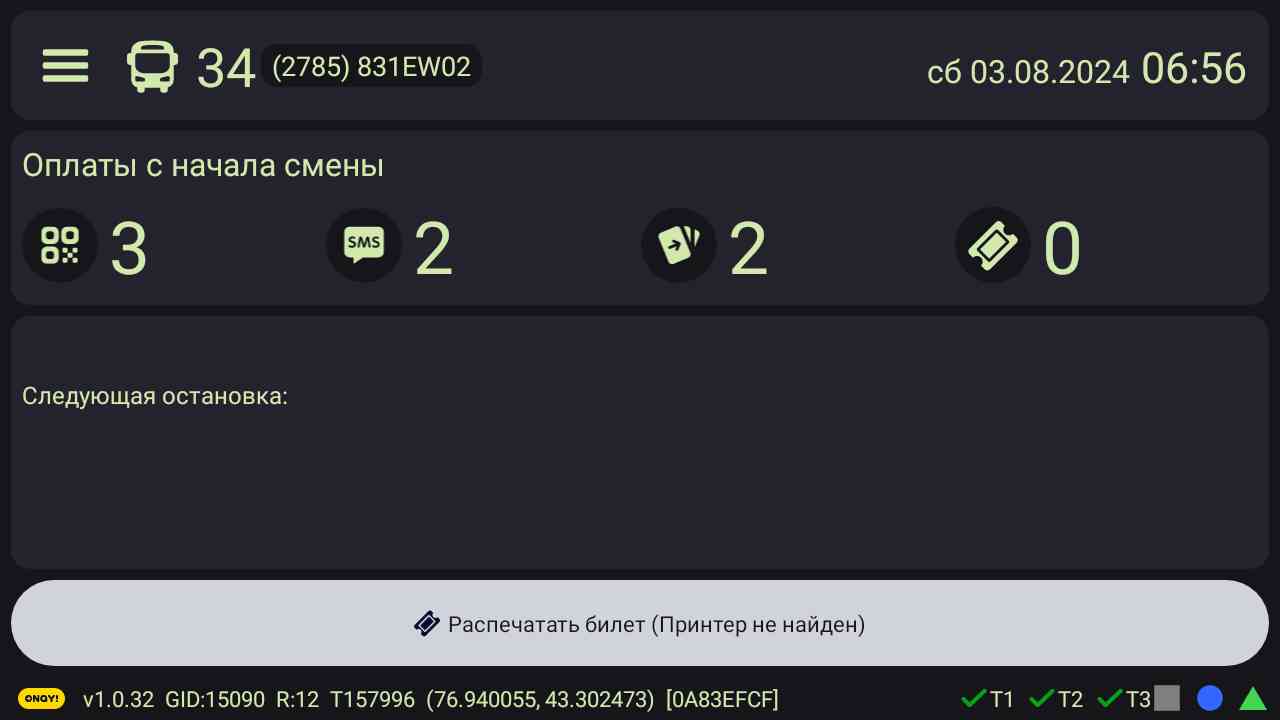 34 (2785) 831EW02 сб 03.08.2024 06:56
Оплаты с начала смены
3 SMS 2 2 0
Следующая остановка:
Распечатать билет (Принтер не найден)
ONAY! v1.0.32 GID:15090 R:12 T157996 (76.940055, 43.302473) [0A83EFCF] T1 T2 T3